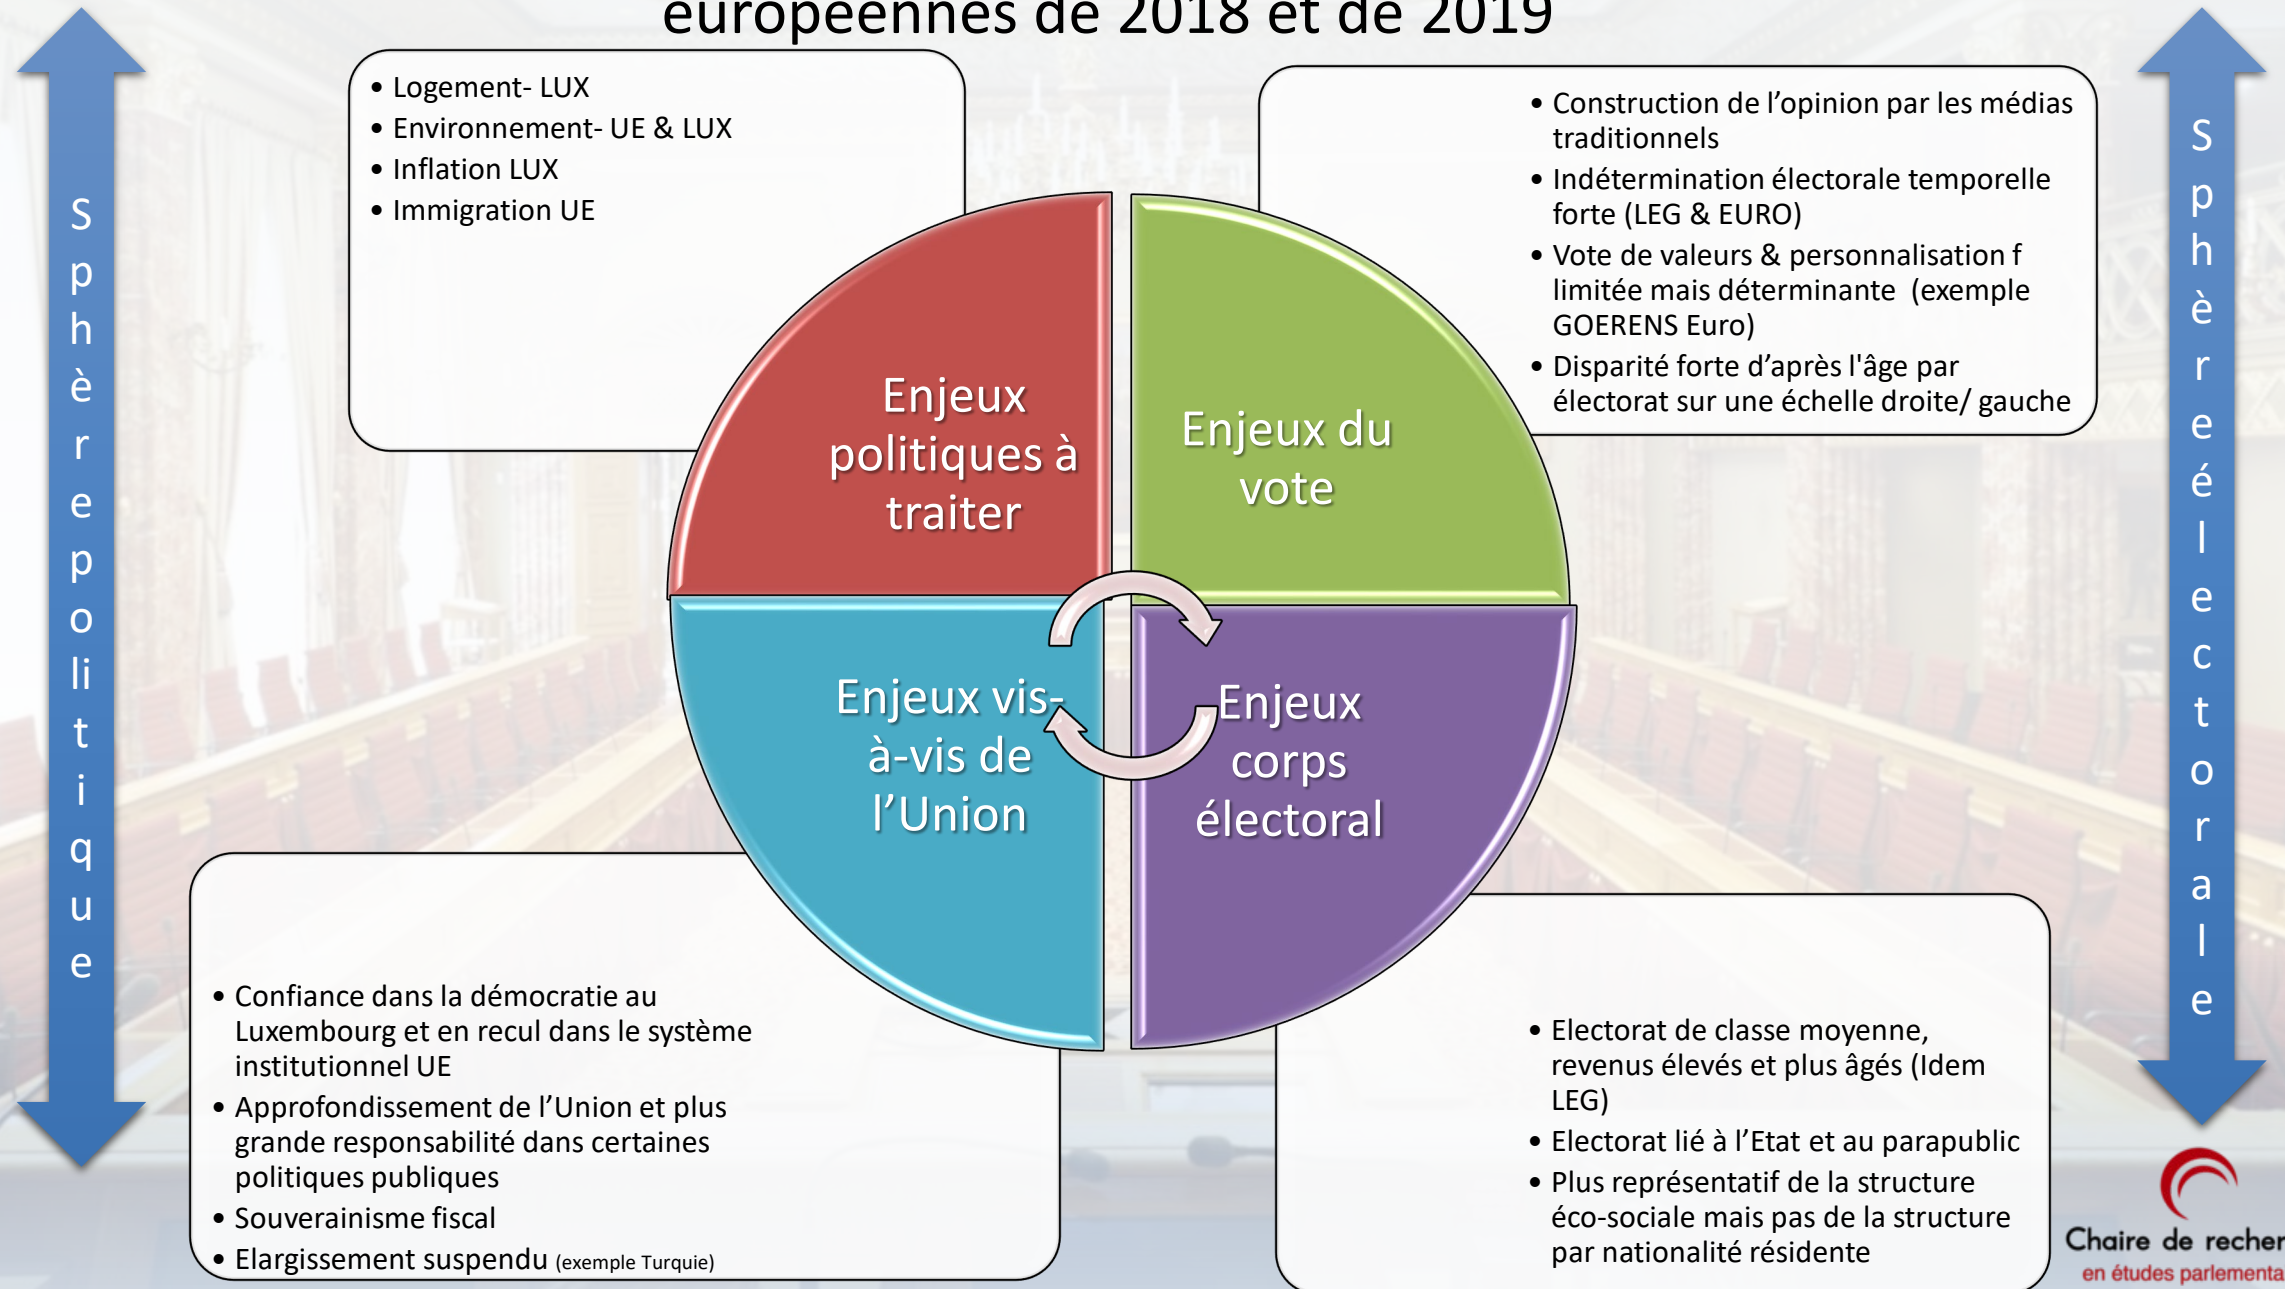 européennes de 2018 et de 2019
Sphère politique
• Logement- LUX
• Environnement- UE & LUX
• Inflation LUX
• Immigration UE
• Construction de l’opinion par les médias
traditionnels
• Indétermination électorale temporelle
forte (LEG & EURO)
• Vote de valeurs & personnalisation f
limitée mais déterminante (exemple
GOERENS Euro)
• Disparité forte d’après l'âge par
électorat sur une échelle droite/ gauche
Enjeux
politiques à
traiter
Enjeux du
vote
Enjeux vis-
à-vis de
l’Union
Enjeux
corps
électoral
• Confiance dans la démocratie au
Luxembourg et en recul dans le système
institutionnel UE
• Approfondissement de l’Union et plus
grande responsabilité dans certaines
politiques publiques
• Souverainisme fiscal
• Elargissement suspendu (exemple Turquie)
• Electorat de classe moyenne,
revenus élevés et plus âgés (Idem
LEG)
• Electorat lié à l’Etat et au parapublic
• Plus représentatif de la structure
éco-sociale mais pas de la structure
par nationalité résidente
Sphère électorale
Chaire de recher
en études parlementa